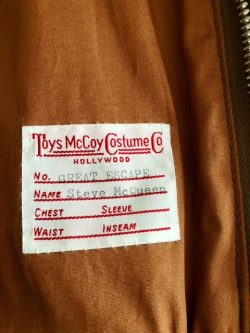 Toys McCoy Costume Co
HOLLYWOOD
No. GREAT ESCAPE
NAME Steve McQueen
CHEST SLEEVE
WAIST INSEAM